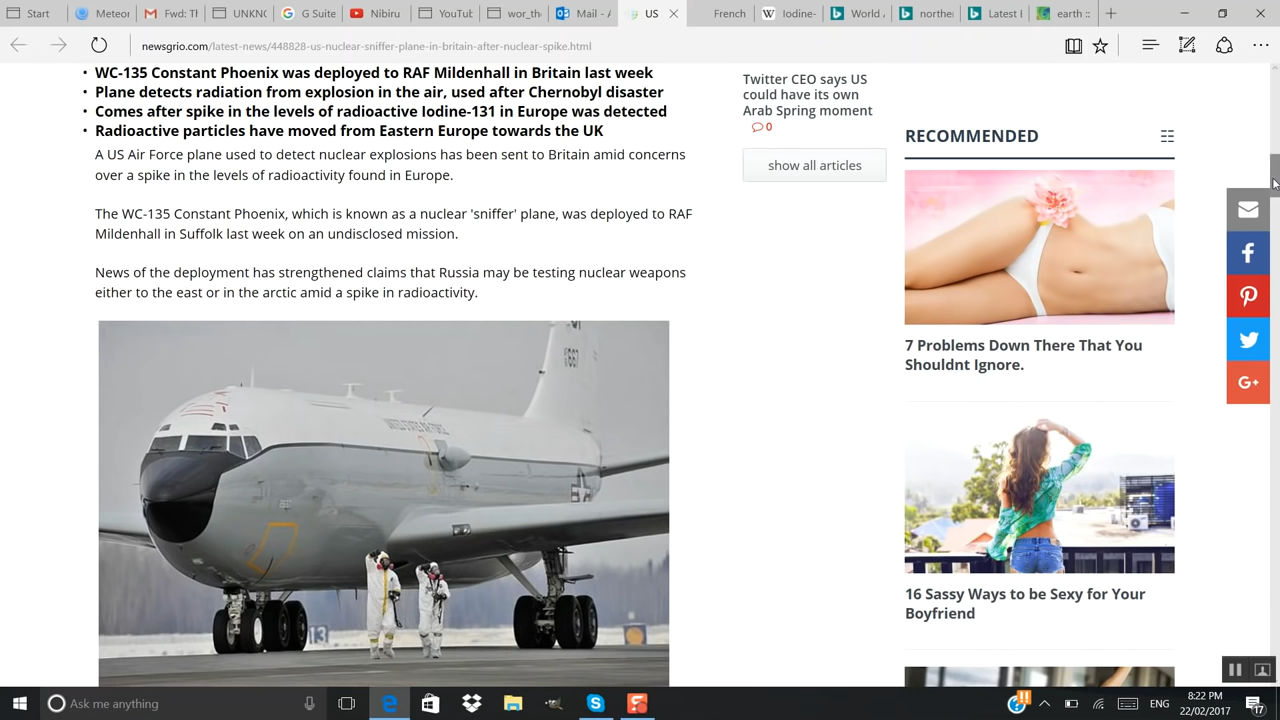 Start
Suite
UNKNC
Recent
Nibiru
YouTul
wor_th
Mail - A
US
French
Iodine-
World
northe
Latest I
earth ::
newsgrio.com/latest-news/448828-us-nuclear-sniffer-plane-in-britain-after-nuclear-spike.html
• WC-135 Constant Phoenix was deployed to RAF Mildenhall in Britain last week
• Plane detects radiation from explosion in the air, used after Chernobyl disaster
• Comes after spike in the levels of radioactive Iodine-131 in Europe was detected
• Radioactive particles have moved from Eastern Europe towards the UK
A US Air Force plane used to detect nuclear explosions has been sent to Britain amid concerns
over a spike in the levels of radioactivity found in Europe.
The WC-135 Constant Phoenix, which is known as a nuclear 'sniffer' plane, was deployed to RAF
Mildenhall in Suffolk last week on an undisclosed mission.
News of the deployment has strengthened claims that Russia may be testing nuclear weapons
either to the east or in the arctic amid a spike in radioactivity.
667
UNITED STATES AIR FORCE
13
Twitter CEO says US
could have its own
Arab Spring moment
0
show all articles
RECOMMENDED
7 Problems Down There That You
Shouldnt Ignore.
16 Sassy Ways to be Sexy for Your
Boyfriend
G+
Ask me anything
ENG
8:22 PM
22/02/2017
17